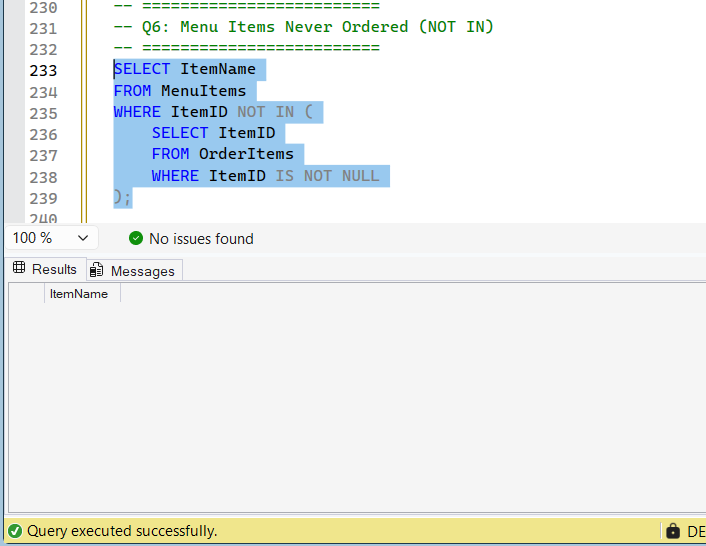 230 -- =========================
231 -- Q6: Menu Items Never Ordered (NOT IN)
232 -- =========================
233 SELECT ItemName
234 FROM MenuItems
235 WHERE ItemID NOT IN (
236 SELECT ItemID
237 FROM OrderItems
238 WHERE ItemID IS NOT NULL
239 );
240
100 % No issues found
Results Messages
ItemName
Query executed successfully. DE